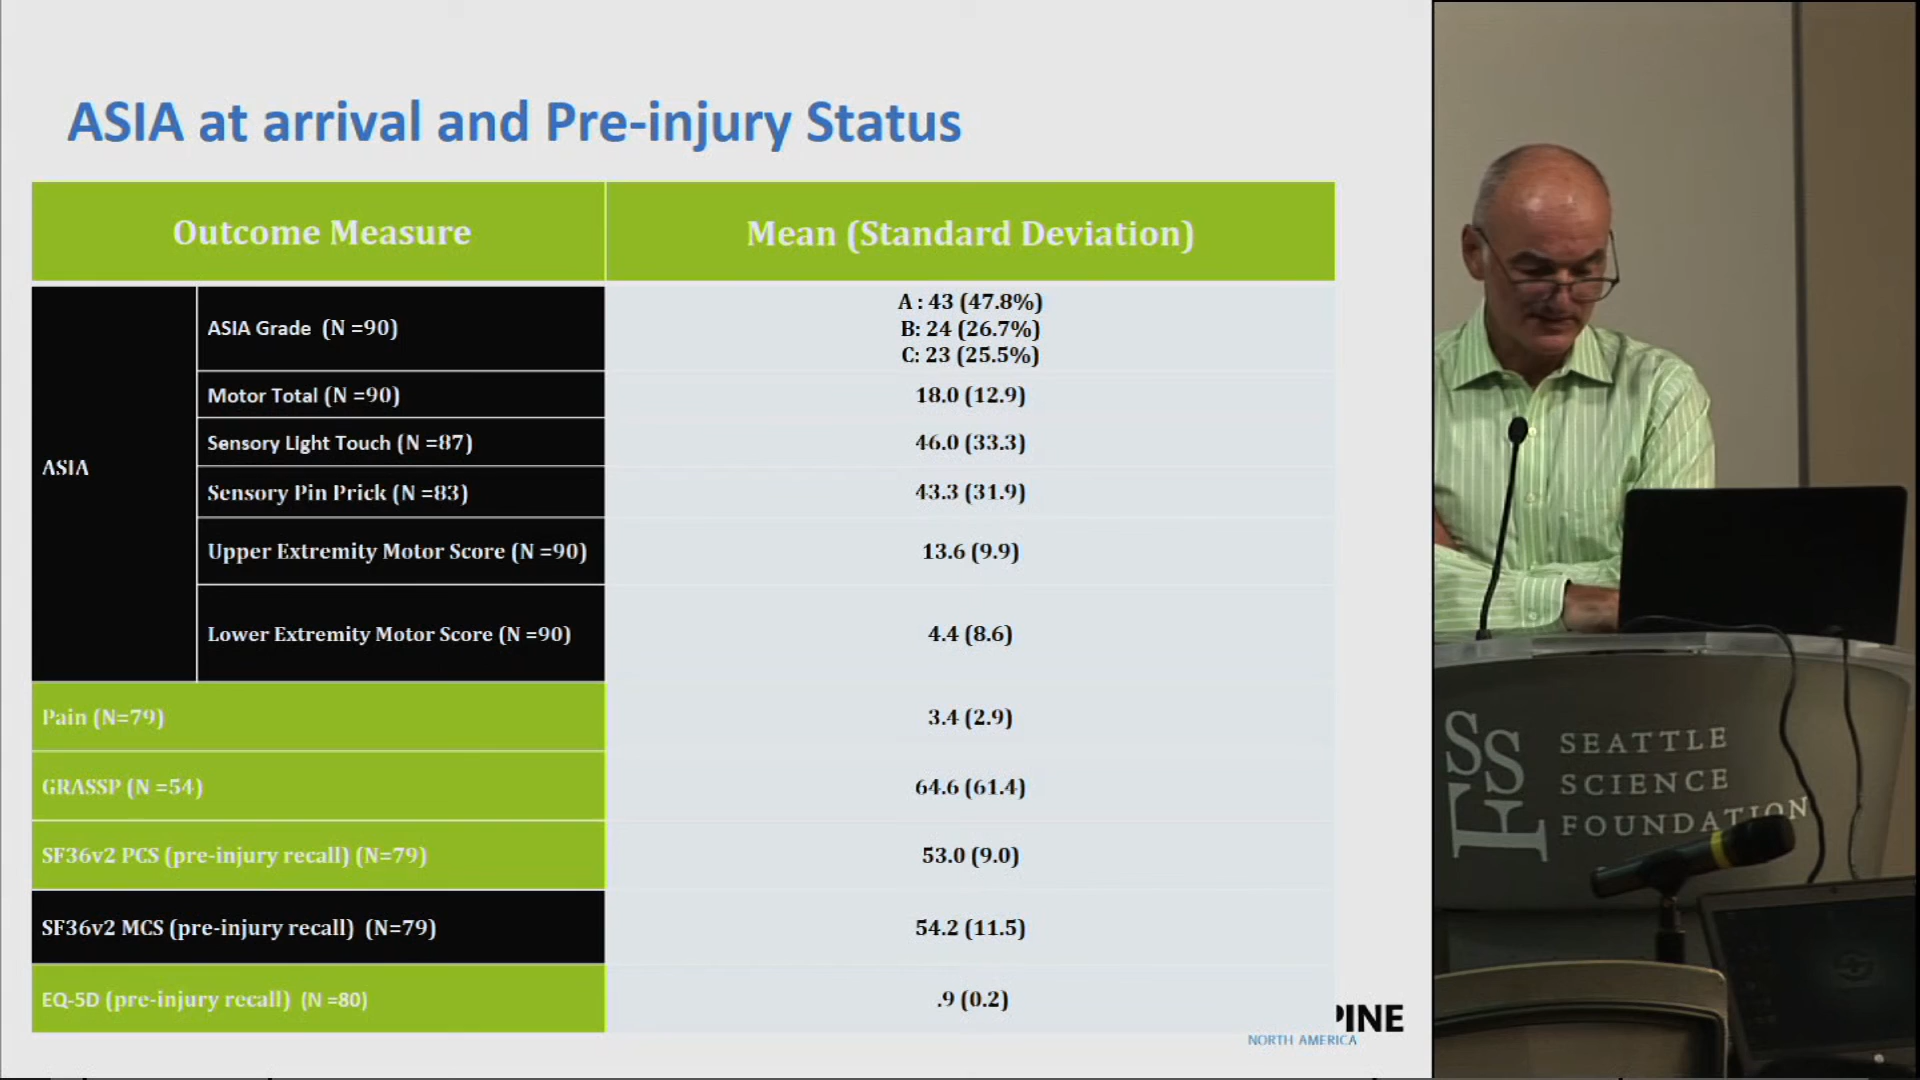 ASIA at arrival and Pre-injury Status
Outcome Measure
Mean (Standard Deviation)
ASIA
ASIA Grade (N =90)
A : 43 (47.8%)
B: 24 (26.7%)
C: 23 (25.5%)
Motor Total (N =90)
18.0 (12.9)
Sensory Light Touch (N =87)
46.0 (33.3)
Sensory Pin Prick (N =83)
43.3 (31.9)
Upper Extremity Motor Score (N =90)
13.6 (9.9)
Lower Extremity Motor Score (N =90)
4.4 (8.6)
Pain (N=79)
3.4 (2.9)
GRASSP (N =54)
64.6 (61.4)
SF36v2 PCS (pre-injury recall) (N=79)
53.0 (9.0)
SF36v2 MCS (pre-injury recall) (N=79)
54.2 (11.5)
EQ-5D (pre-injury recall) (N =80)
.9 (0.2)
PINE
NORTH AMERICA
SSF
SEATTLE
SCIENCE
FOUNDATION